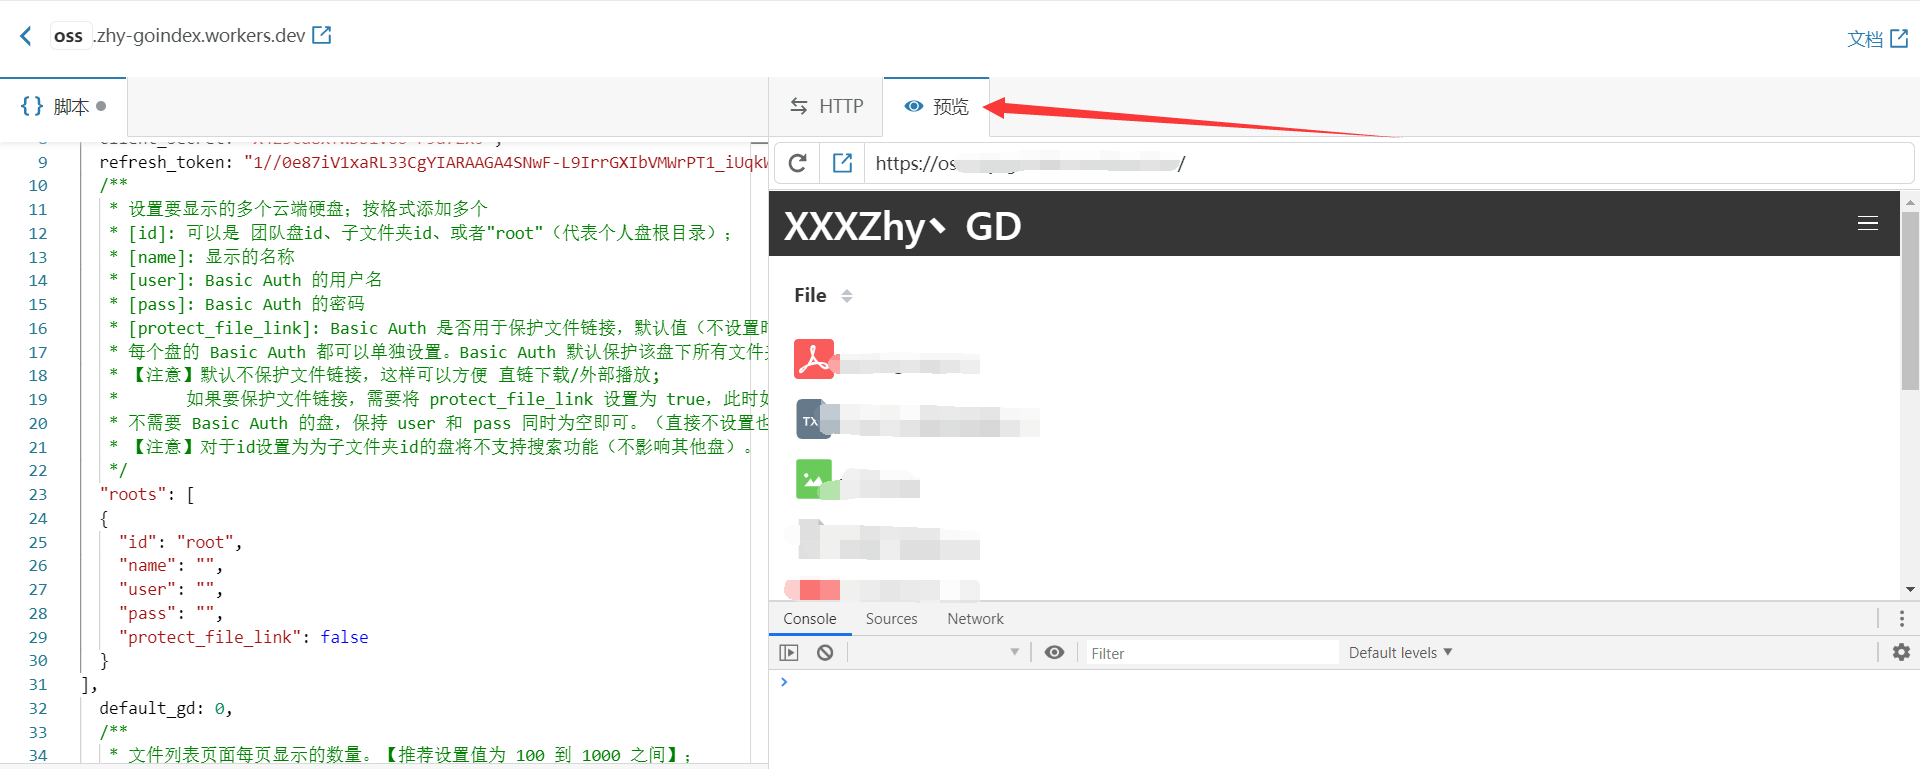 oss .zhy-goindex.workers.dev
文档
{} 脚本
HTTP
预览
9 refresh_token: "1//0e87iV1xaRL33CgYIARAAGA4SNwF-L9IrrGXIbVMWrPT1_iUqkW
10 /**
11 * 设置要显示的多个云端硬盘；按格式添加多个
12 * [id]: 可以是 团队盘id、子文件夹id、或者"root"（代表个人盘根目录）；
13 * [name]: 显示的名称
14 * [user]: Basic Auth 的用户名
15 * [pass]: Basic Auth 的密码
16 * [protect_file_link]: Basic Auth 是否用于保护文件链接，默认值（不设置时
17 * 每个盘的 Basic Auth 都可以单独设置。Basic Auth 默认保护该盘下所有文件夹
18 * 【注意】默认不保护文件链接，这样可以方便 直链下载/外部播放;
19 * 如果要保护文件链接，需要将 protect_file_link 设置为 true，此时如
20 * 不需要 Basic Auth 的盘，保持 user 和 pass 同时为空即可。（直接不设置也
21 * 【注意】对于id设置为为子文件夹id的盘将不支持搜索功能（不影响其他盘）。
22 */
23 "roots": [
24 {
25 "id": "root",
26 "name": "",
27 "user": "",
28 "pass": "",
29 "protect_file_link": false
30 }
31 ],
32 default_gd: 0,
33 /**
34 * 文件列表页面每页显示的数量。【推荐设置值为 100 到 1000 之间】；
https://os /
XXXZhy丶 GD
File
TX
Console Sources Network
Filter
Default levels